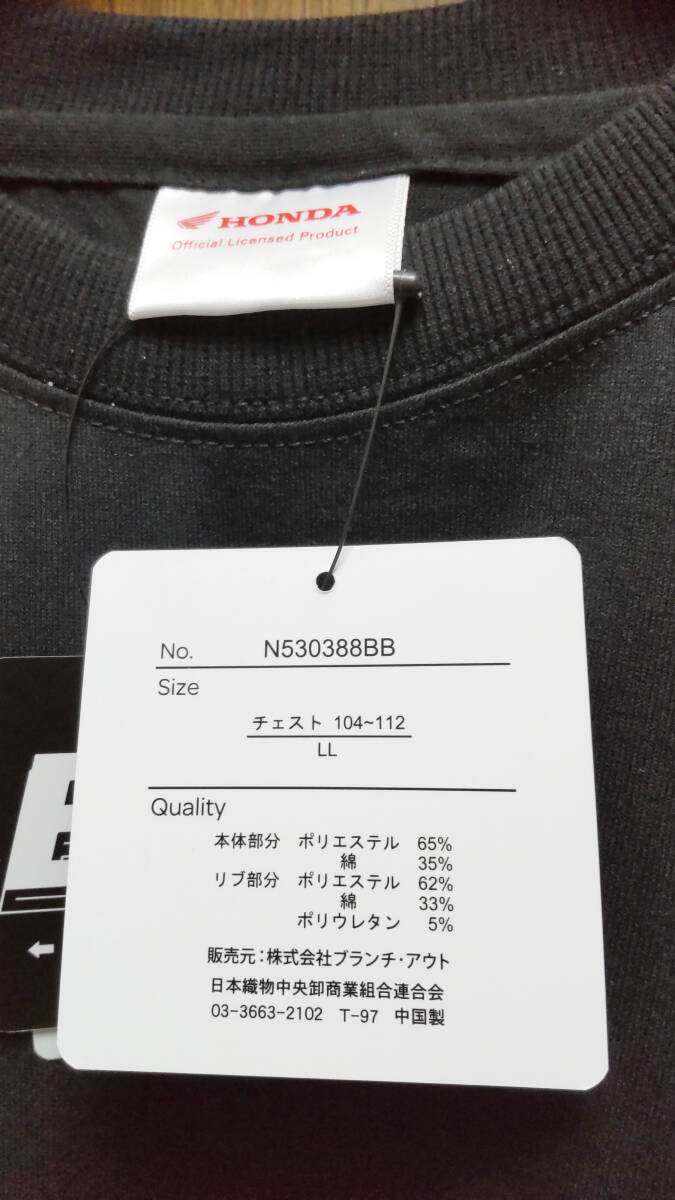 HONDA
Official Licensed Product
No. N530388BB
Size
チェスト 104~112
LL
Quality
本体部分 ポリエステル 65%
綿 35%
リブ部分 ポリエステル 62%
綿 33%
ポリウレタン 5%
販売元:株式会社ブランチ・アウト
日本織物中央卸商業組合連合会
03-3663-2102 T-97 中国製